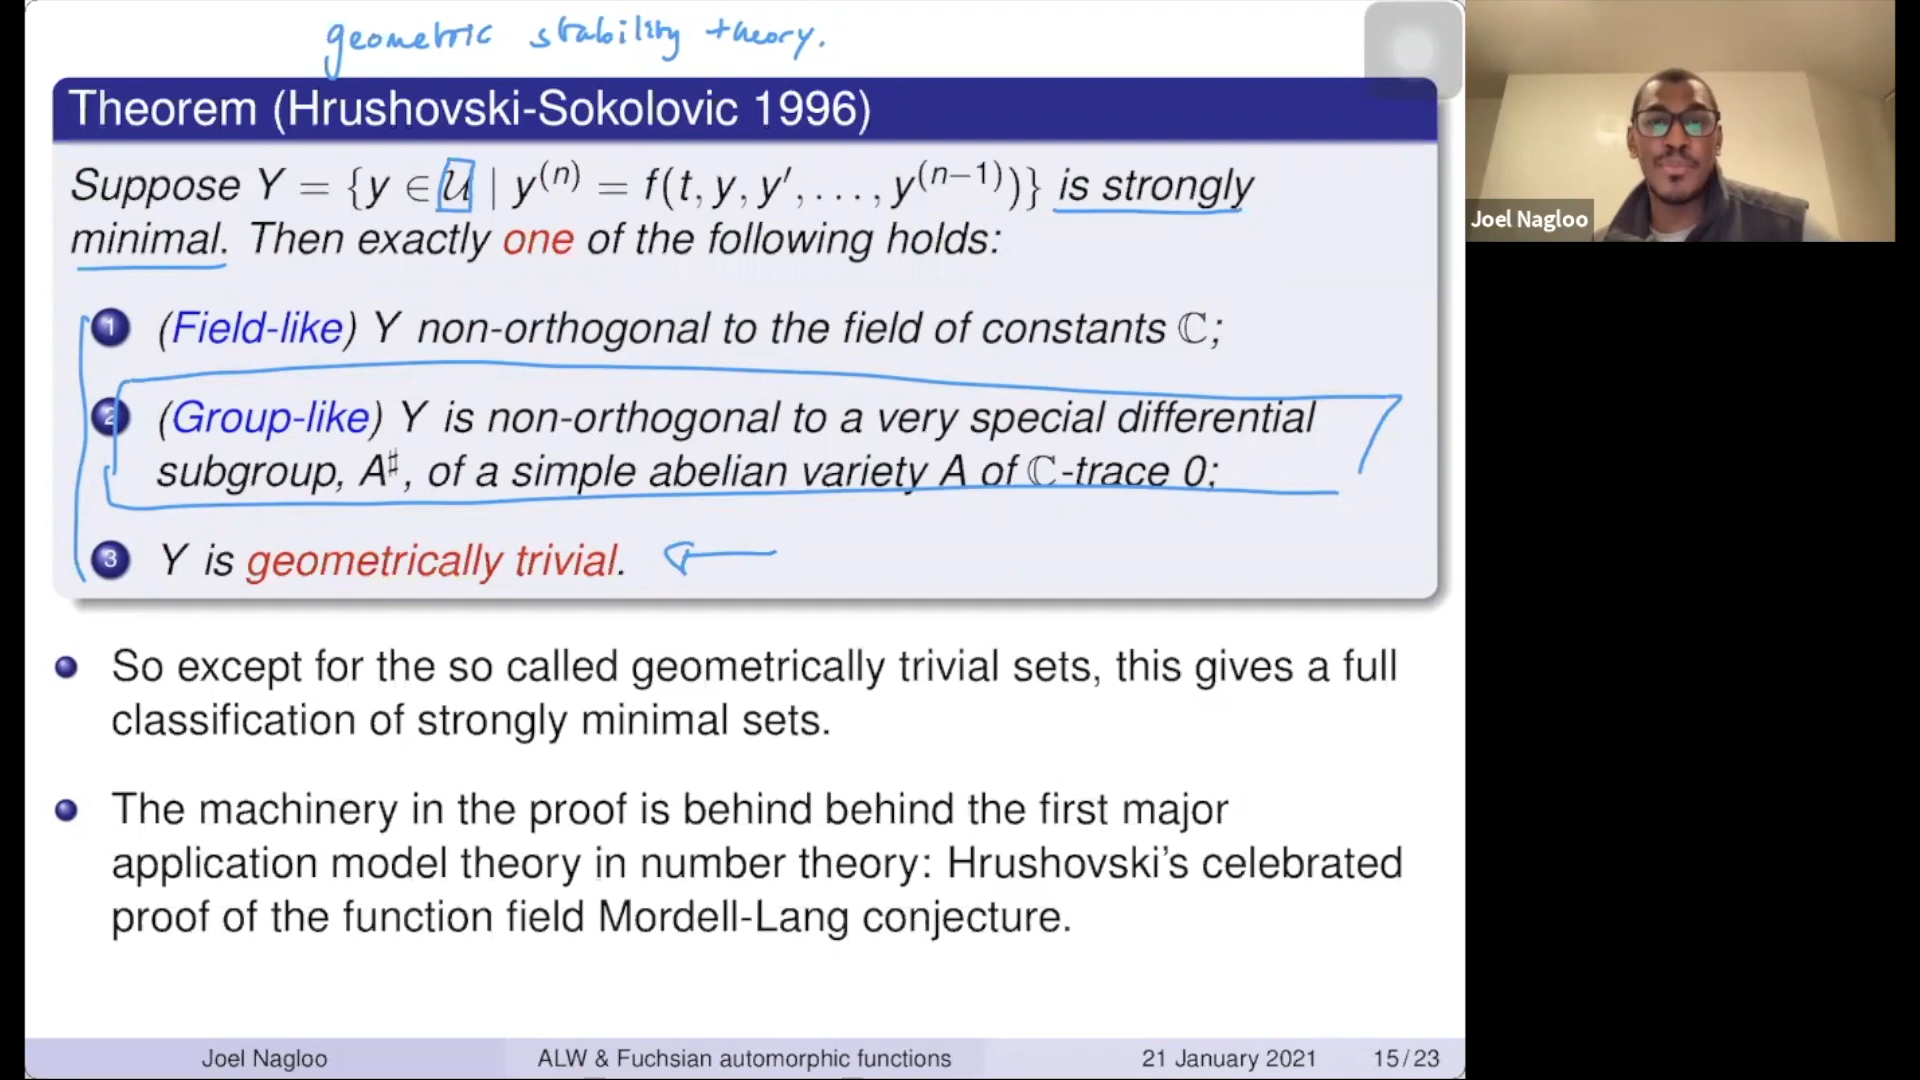 geometric stability theory.
Theorem (Hrushovski-Sokolovic 1996)
Suppose Y = {y ∈ 𝒰 | y⁽ⁿ⁾ = f(t, y, y′, . . . , y⁽ⁿ⁻¹⁾)} is strongly
minimal. Then exactly one of the following holds:
1 (Field-like) Y non-orthogonal to the field of constants ℂ;
2 (Group-like) Y is non-orthogonal to a very special differential
subgroup, A♯, of a simple abelian variety A of ℂ-trace 0;
3 Y is geometrically trivial.
So except for the so called geometrically trivial sets, this gives a full
classification of strongly minimal sets.
The machinery in the proof is behind behind the first major
application model theory in number theory: Hrushovski's celebrated
proof of the function field Mordell-Lang conjecture.
Joel Nagloo ALW & Fuchsian automorphic functions 21 January 2021 15/23
Joel Nagloo